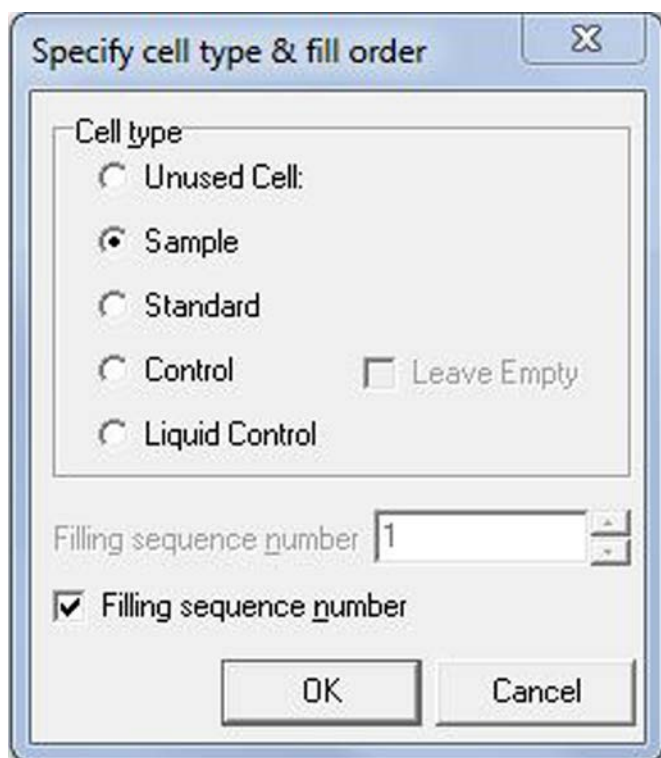 Specify cell type & fill order
Cell type
Unused Cell:
Sample
Standard
Control
Leave Empty
Liquid Control
Filling sequence number 1
Filling sequence number
OK Cancel